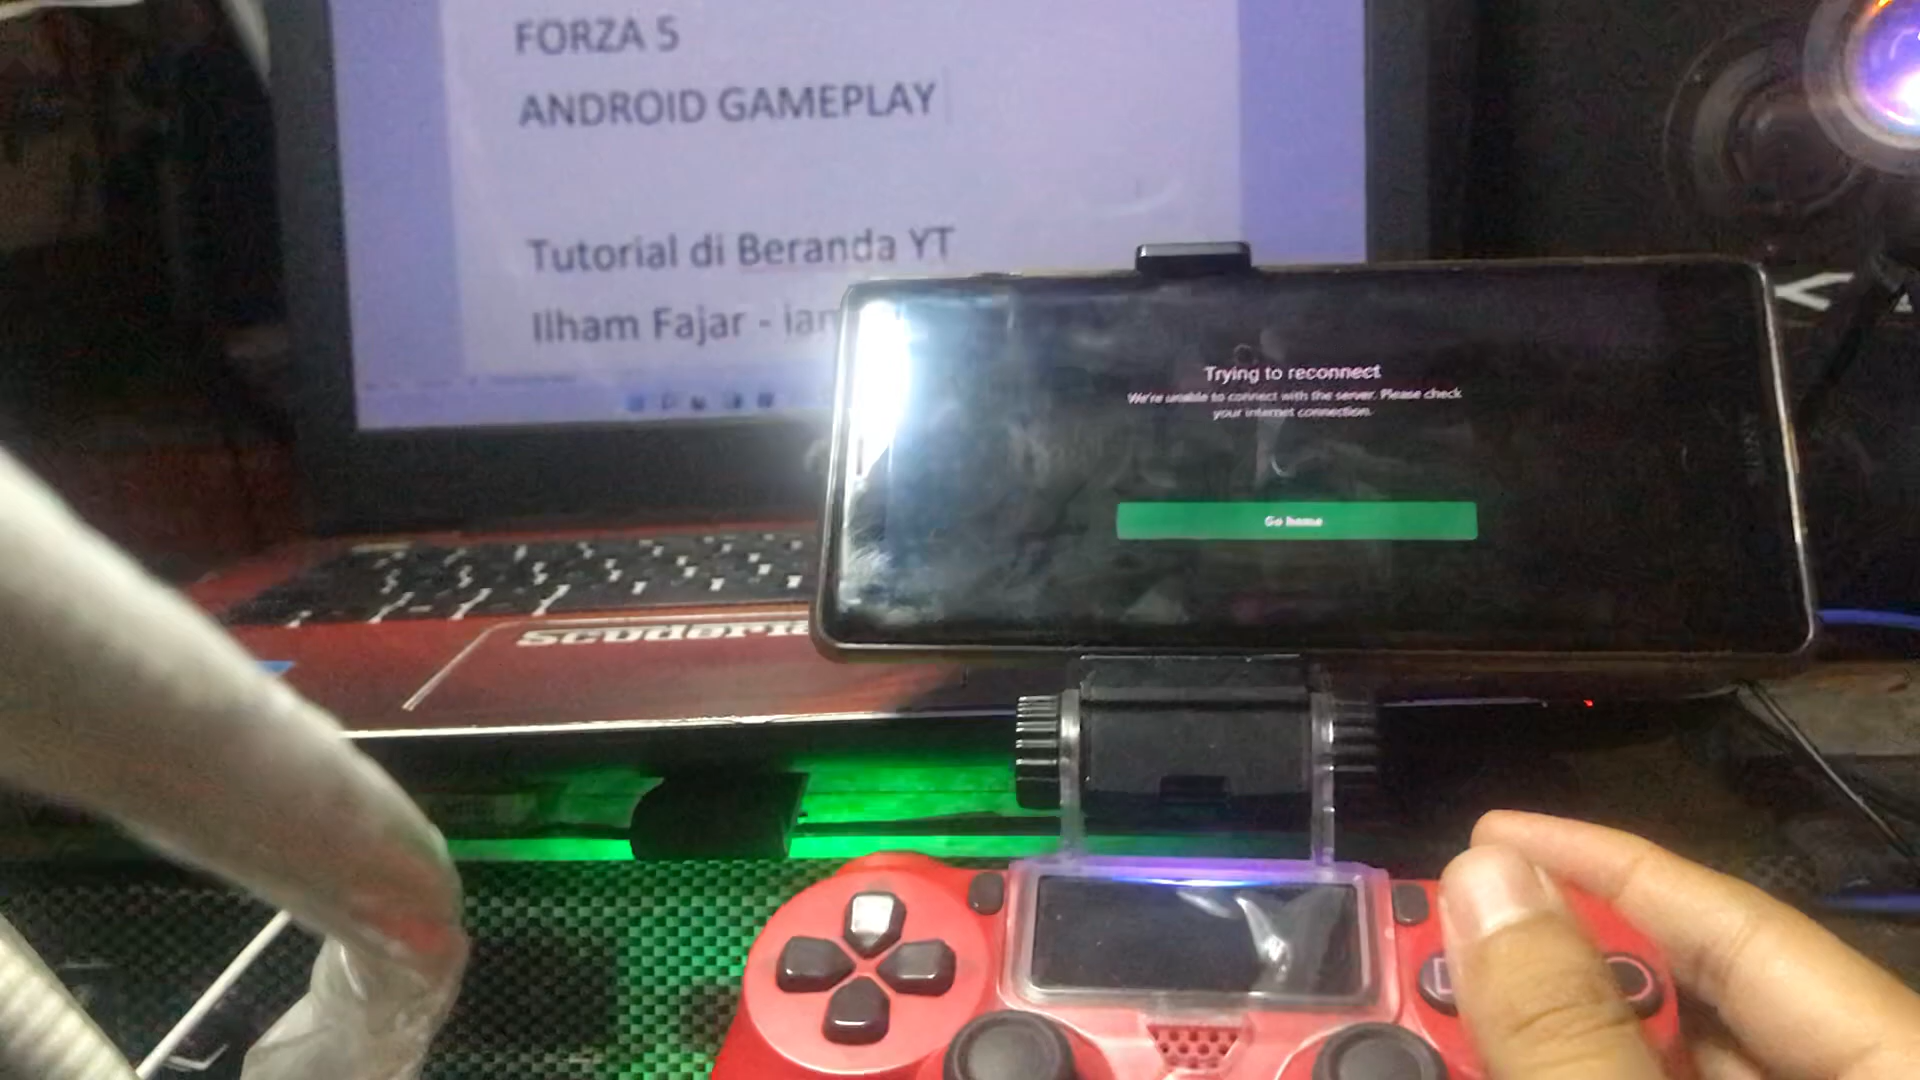 FORZA 5
ANDROID GAMEPLAY
Tutorial di Beranda YT
Ilham Fajar - iam
Trying to reconnect
We're unable to connect with the server. Please check
your internet connection.
Go home
Scuderia